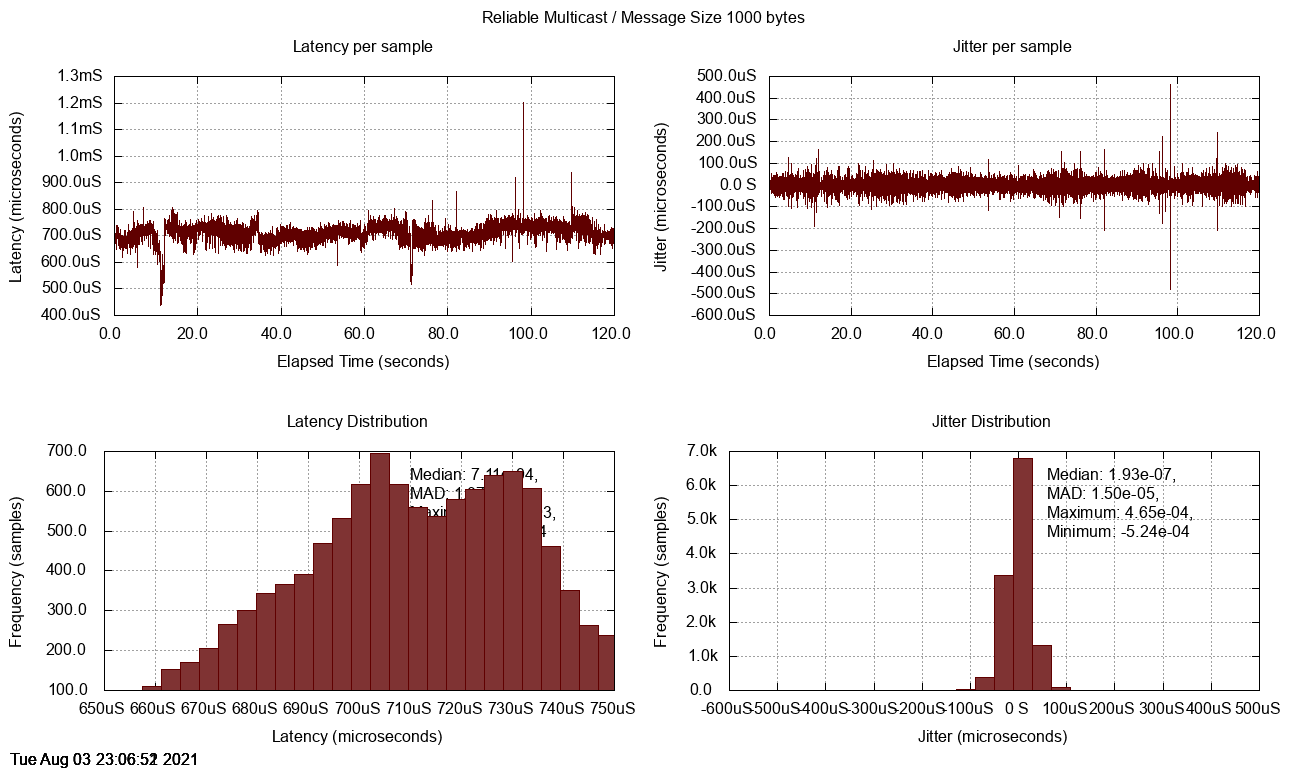 Reliable Multicast / Message Size 1000 bytes
Latency per sample
1.3mS
1.2mS
1.1mS
1.0mS
900.0uS
800.0uS
700.0uS
600.0uS
500.0uS
400.0uS
Latency (microseconds)
0.0 20.0 40.0 60.0 80.0 100.0 120.0
Elapsed Time (seconds)
Jitter per sample
500.0uS
400.0uS
300.0uS
200.0uS
100.0uS
0.0 S
-100.0uS
-200.0uS
-300.0uS
-400.0uS
-500.0uS
-600.0uS
Jitter (microseconds)
0.0 20.0 40.0 60.0 80.0 100.0 120.0
Elapsed Time (seconds)
Latency Distribution
700.0
600.0
500.0
400.0
300.0
200.0
100.0
Frequency (samples)
Median:
MAD:
650uS 660uS 670uS 680uS 690uS 700uS 710uS 720uS 730uS 740uS 750uS
Latency (microseconds)
Jitter Distribution
7.0k
6.0k
5.0k
4.0k
3.0k
2.0k
1.0k
0.0
Frequency (samples)
Median: 1.93e-07,
MAD: 1.50e-05,
Maximum: 4.65e-04,
Minimum: -5.24e-04
-600uS -500uS -400uS -300uS -200uS -100uS 0 S 100uS 200uS 300uS 400uS 500uS
Jitter (microseconds)
Tue Aug 03 2021